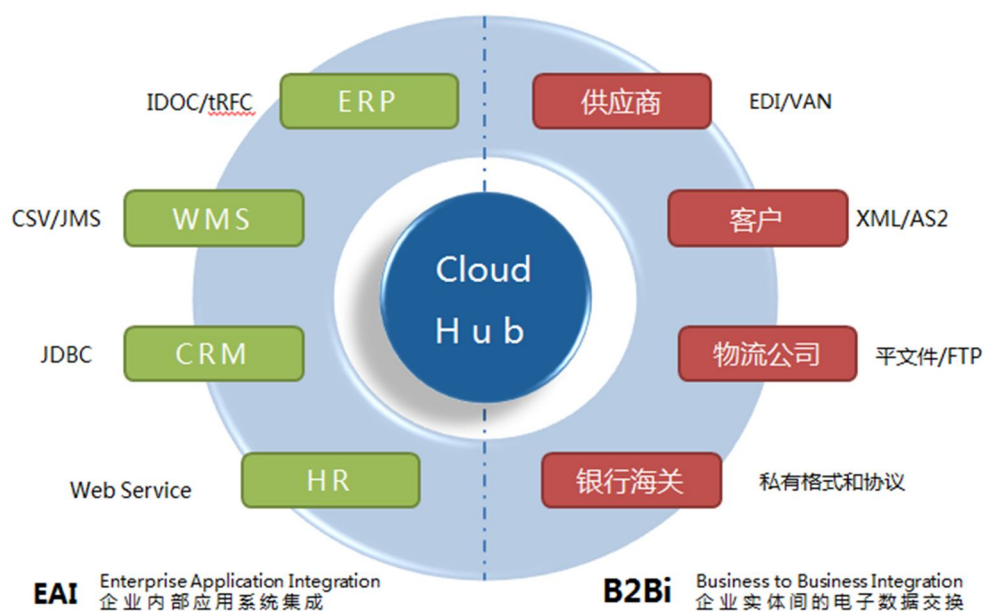 IDOC/tRFC
ERP
供应商
EDI/VAN
CSV/JMS
WMS
客户
XML/AS2
Cloud
Hub
JDBC
CRM
物流公司
平文件/FTP
Web Service
HR
银行海关
私有格式和协议
EAI
Enterprise Application Integration
企业内部应用系统集成
B2Bi
Business to Business Integration
企业实体间的电子数据交换